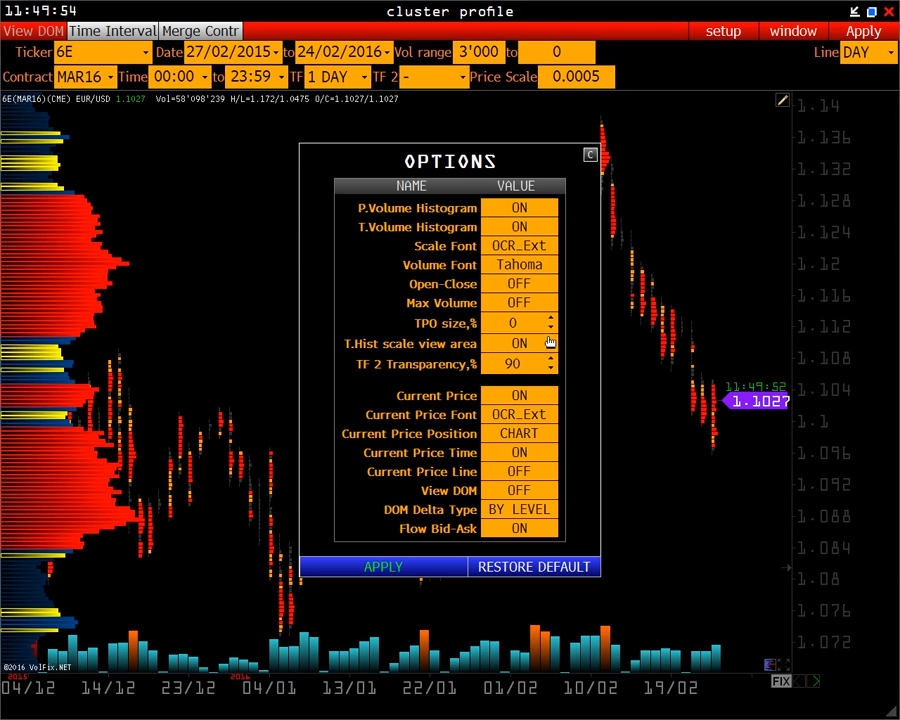 11:49:54 cluster profile
View DOM Time Interval Merge Contr setup window Apply
Ticker 6E Date 27/02/2015 to 24/02/2016 Vol range 3'000 to 0 Line DAY
Contract MAR16 Time 00:00 to 23:59 TF 1 DAY TF 2 - Price Scale 0.0005
6E(MAR16)(CME) EUR/USD 1.1027 Vol=58'098'239 H/L=1.172/1.0475 O/C=1.1027/1.1027
1.14
1.136
1.132
1.128
1.124
1.12
1.116
1.112
1.108
1.104
1.1
1.096
1.092
1.088
1.084
1.08
1.076
1.072
OPTIONS
C
NAME VALUE
P.Volume Histogram ON
T.Volume Histogram ON
Scale Font OCR_Ext
Volume Font Tahoma
Open-Close OFF
Max Volume OFF
TPO size,% 0
T.Hist scale view area ON
TF 2 Transparency,% 90
Current Price ON
Current Price Font OCR_Ext
Current Price Position CHART
Current Price Time ON
Current Price Line OFF
View DOM OFF
DOM Delta Type BY LEVEL
Flow Bid-Ask ON
APPLY RESTORE DEFAULT
11:49:52
1.1027
©2016 VolFix.NET
2015 2016
04/12 14/12 23/12 04/01 13/01 22/01 01/02 10/02 19/02
FIX